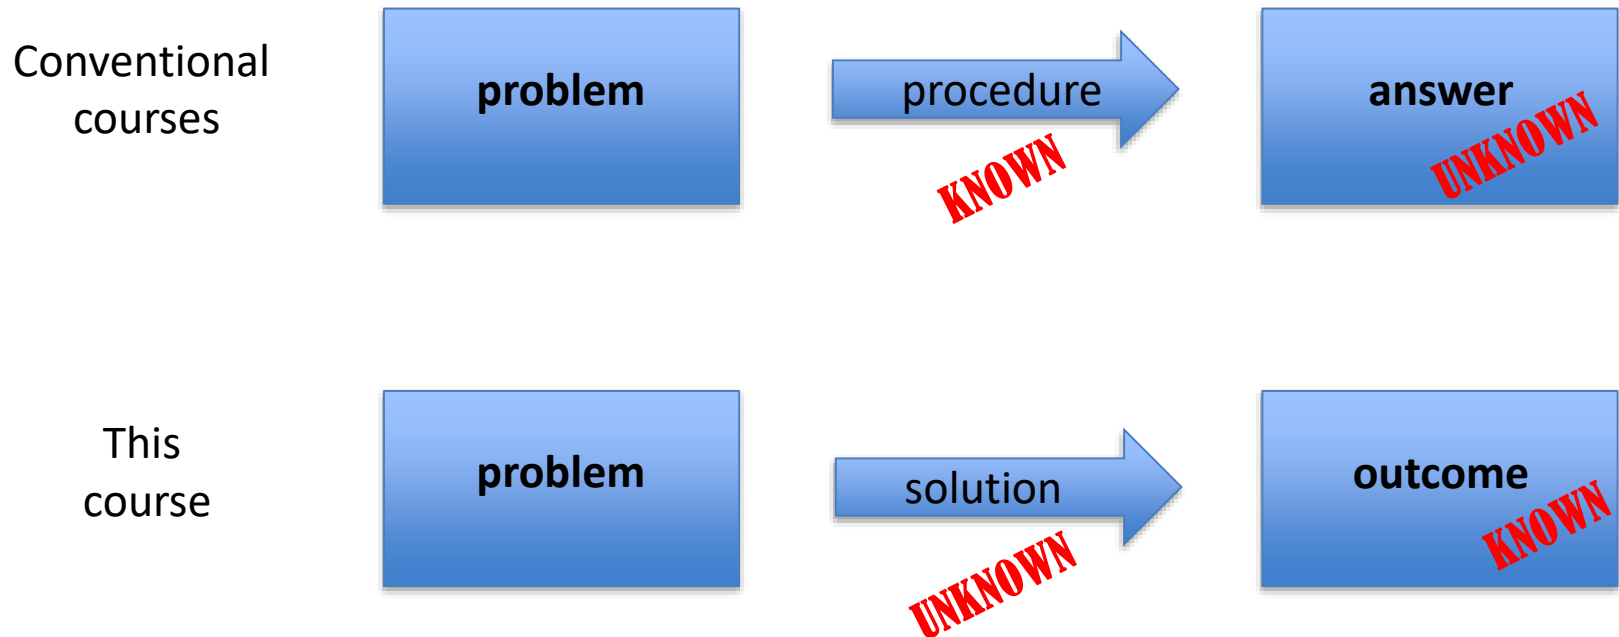 Conventional
courses
problem
procedure
KNOWN
answer
UNKNOWN
This
course
problem
solution
UNKNOWN
outcome
KNOWN